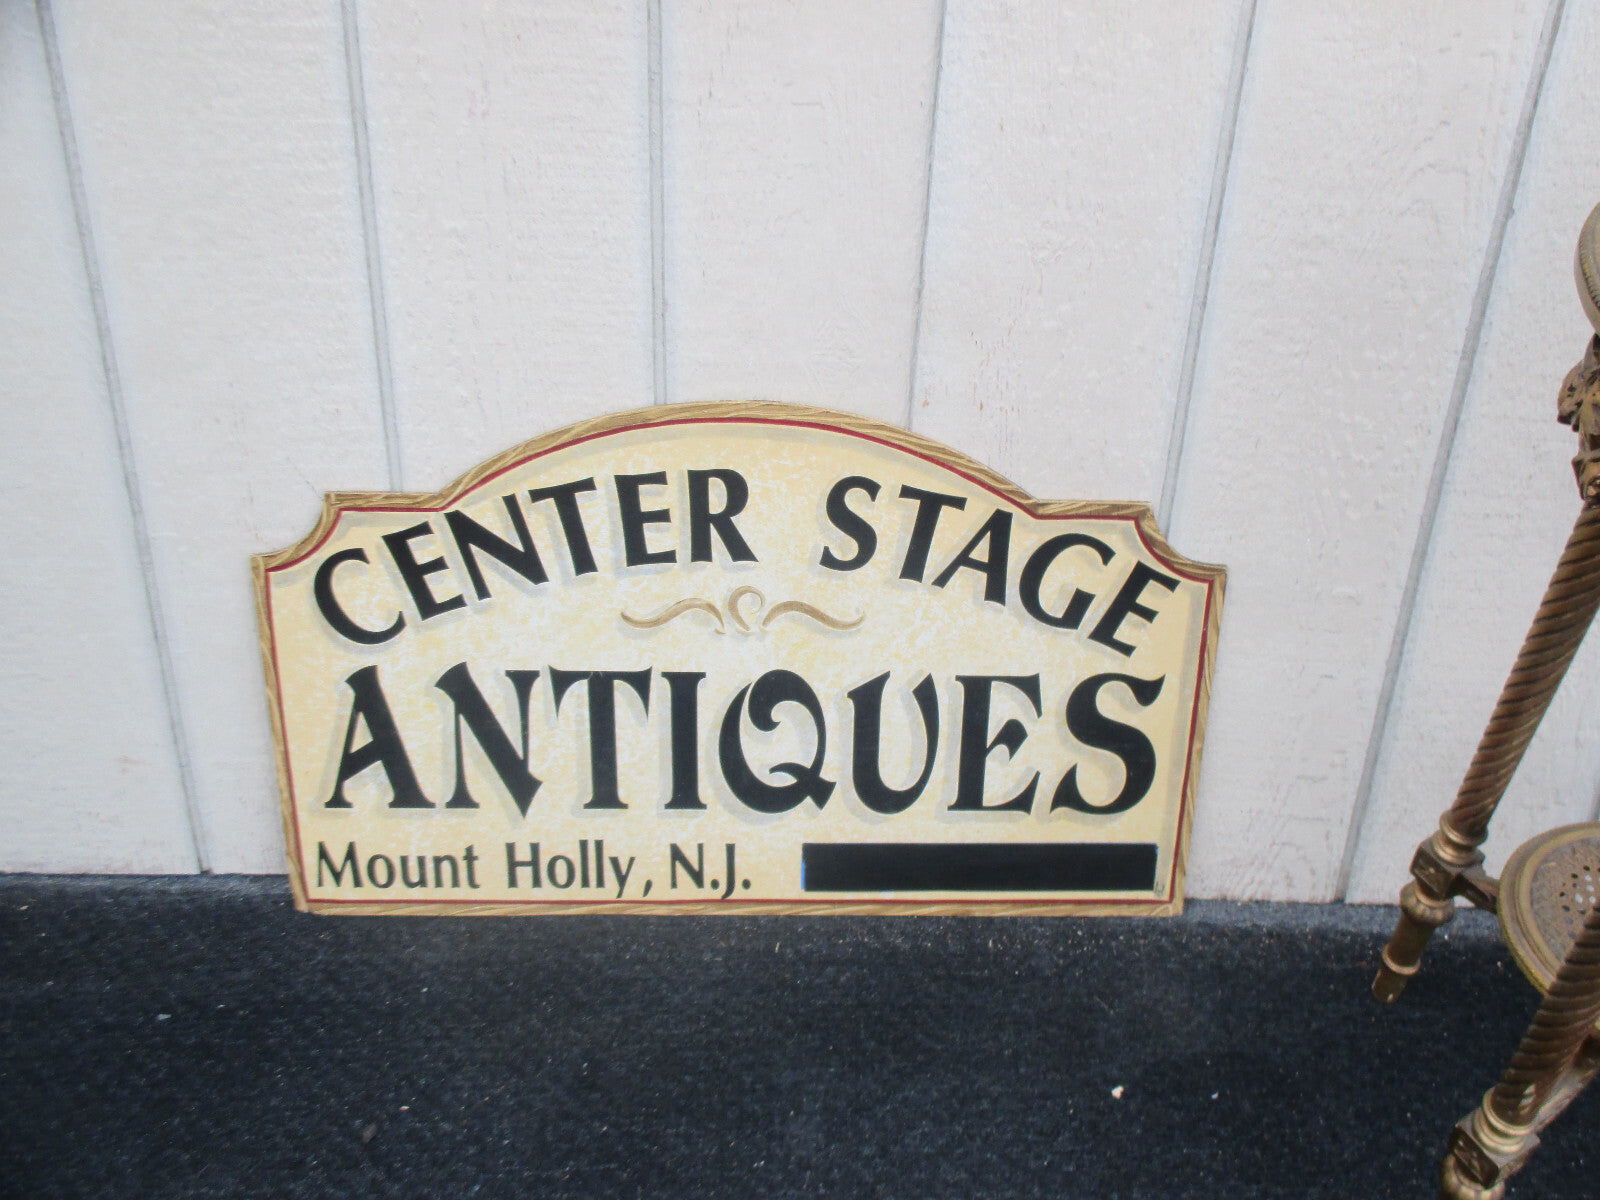 CENTER STAGE
ANTIQUES
Mount Holly, N.J.